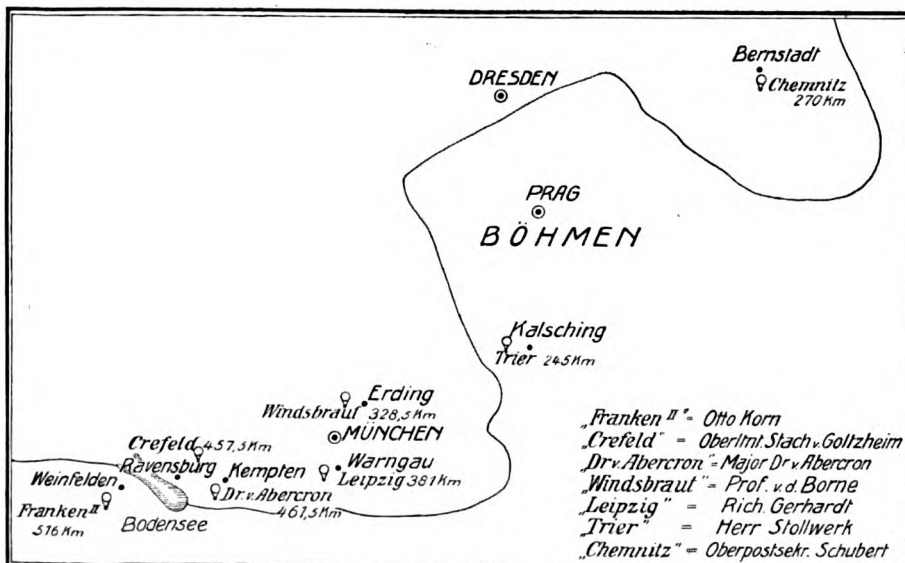 Bernstadt
DRESDEN
Chemnitz
270 Km
PRAG
BÖHMEN
Kalsching
Trier 245 Km
Erding
Windsbraut 328,5 Km
MÜNCHEN
Crefeld 457,5 Km
Ravensburg
Kempten
Warngau
Leipzig 381 Km
Weinfelden
Dr v. Abercron
461,5 Km
Franken II
516 Km
Bodensee
„Franken II“ = Otto Korn
„Crefeld“ = Oberltnt. Stach v. Goltzheim
„Dr v. Abercron“ = Major Dr v. Abercron
„Windsbraut“ = Prof. v. d. Borne
„Leipzig“ = Rich. Gerhardt
„Trier“ = Herr Stollwerk
„Chemnitz“ = Oberpostsekr. Schubert